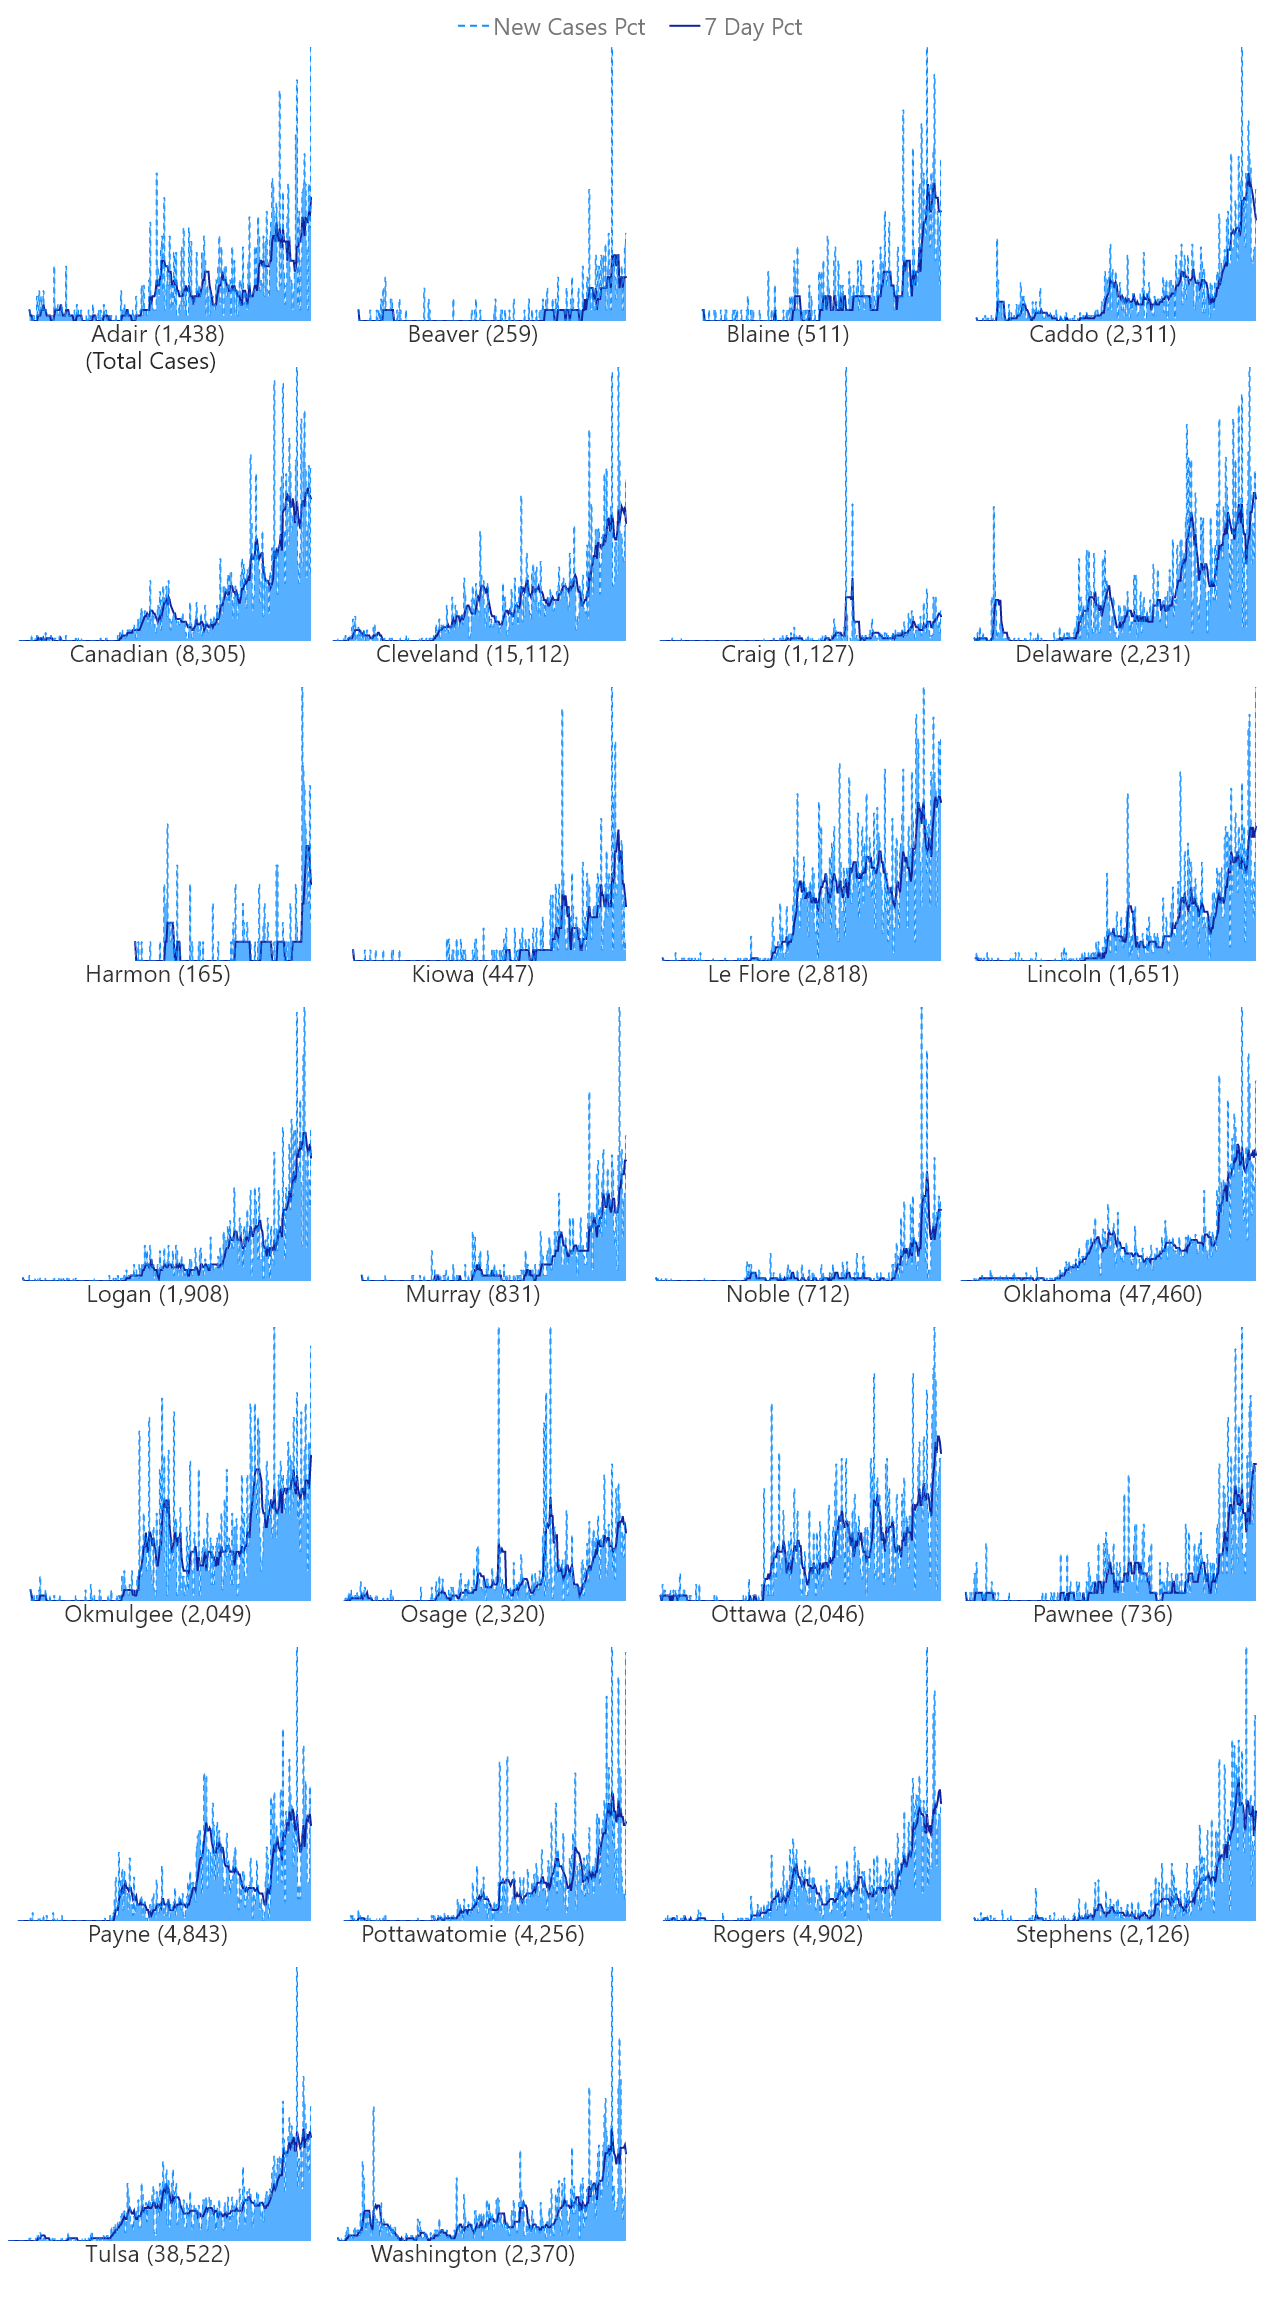 New Cases Pct 7 Day Pct
Adair (1,438) Beaver (259) Blaine (511) Caddo (2,311)
(Total Cases)
Canadian (8,305) Cleveland (15,112) Craig (1,127) Delaware (2,231)
Harmon (165) Kiowa (447) Le Flore (2,818) Lincoln (1,651)
Logan (1,908) Murray (831) Noble (712) Oklahoma (47,460)
Okmulgee (2,049) Osage (2,320) Ottawa (2,046) Pawnee (736)
Payne (4,843) Pottawatomie (4,256) Rogers (4,902) Stephens (2,126)
Tulsa (38,522) Washington (2,370)